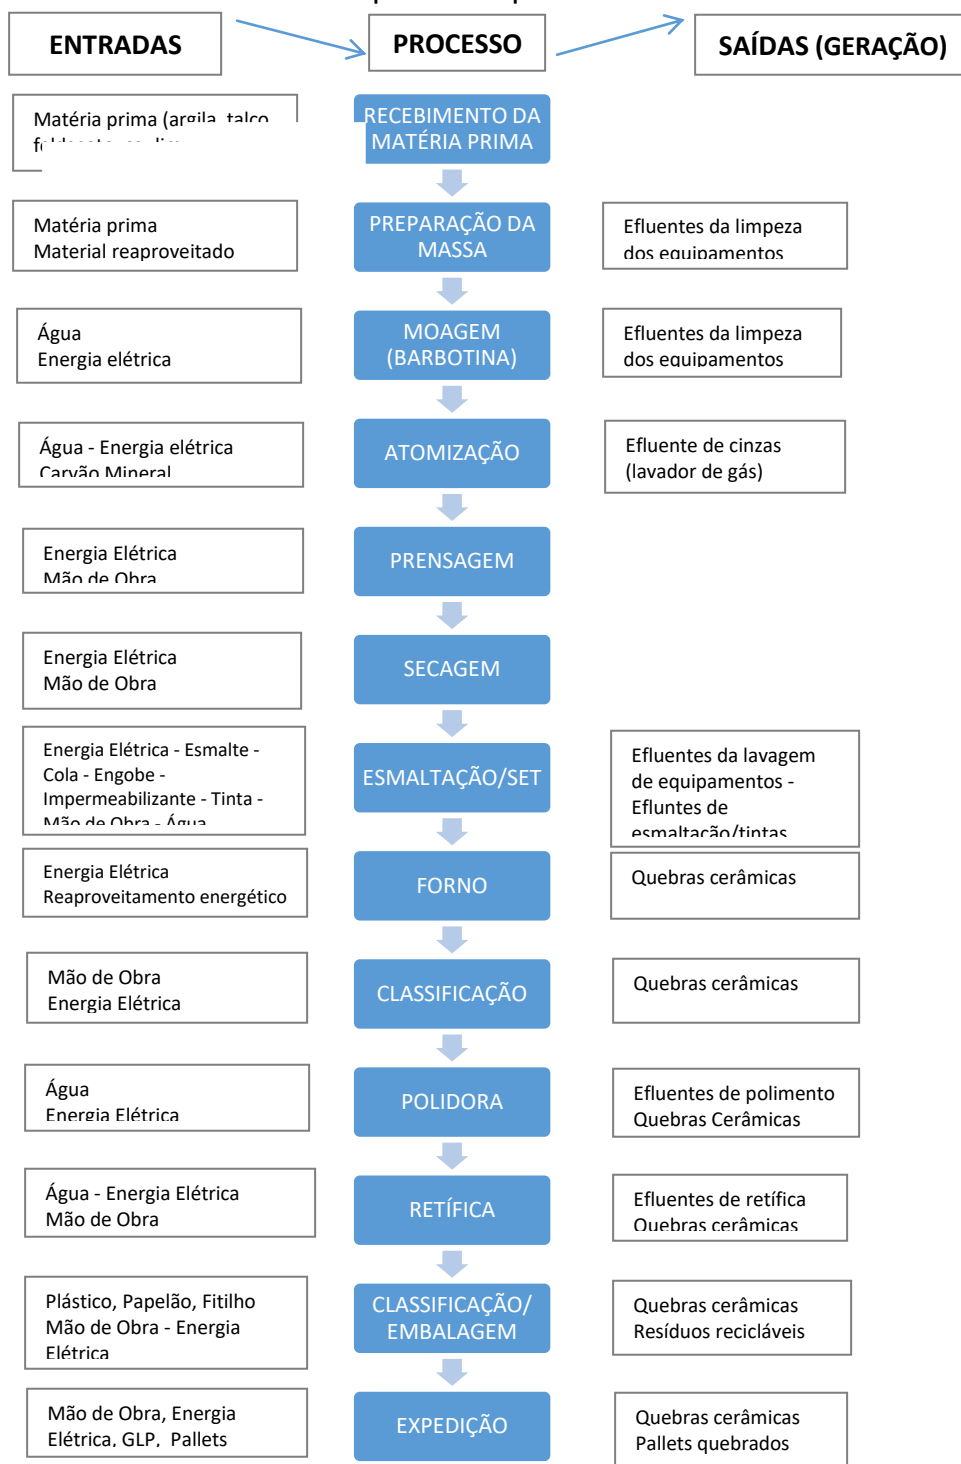 ENTRADAS
PROCESSO
SAÍDAS (GERAÇÃO)
Matéria prima (argila, talco,
RECEBIMENTO DA
MATÉRIA PRIMA
Matéria prima
Material reaproveitado
PREPARAÇÃO DA
MASSA
Efluentes da limpeza
dos equipamentos
Água
Energia elétrica
MOAGEM
(BARBOTINA)
Efluentes da limpeza
dos equipamentos
Água - Energia elétrica
Carvão Mineral
ATOMIZAÇÃO
Efluente de cinzas
(lavador de gás)
Energia Elétrica
Mão de Obra
PRENSAGEM
Energia Elétrica
Mão de Obra
SECAGEM
Energia Elétrica - Esmalte -
Cola - Engobe -
Impermeabilizante - Tinta -
Mão de Obra - Água
ESMALTAÇÃO/SET
Efluentes da lavagem
de equipamentos -
Efluntes de
esmaltação/tintas
Energia Elétrica
Reaproveitamento energético
FORNO
Quebras cerâmicas
Mão de Obra
Energia Elétrica
CLASSIFICAÇÃO
Quebras cerâmicas
Água
Energia Elétrica
POLIDORA
Efluentes de polimento
Quebras Cerâmicas
Água - Energia Elétrica
Mão de Obra
RETÍFICA
Efluentes de retífica
Quebras cerâmicas
Plástico, Papelão, Fitilho
Mão de Obra - Energia
Elétrica
CLASSIFICAÇÃO/
EMBALAGEM
Quebras cerâmicas
Resíduos recicláveis
Mão de Obra, Energia
Elétrica, GLP, Pallets
EXPEDIÇÃO
Quebras cerâmicas
Pallets quebrados